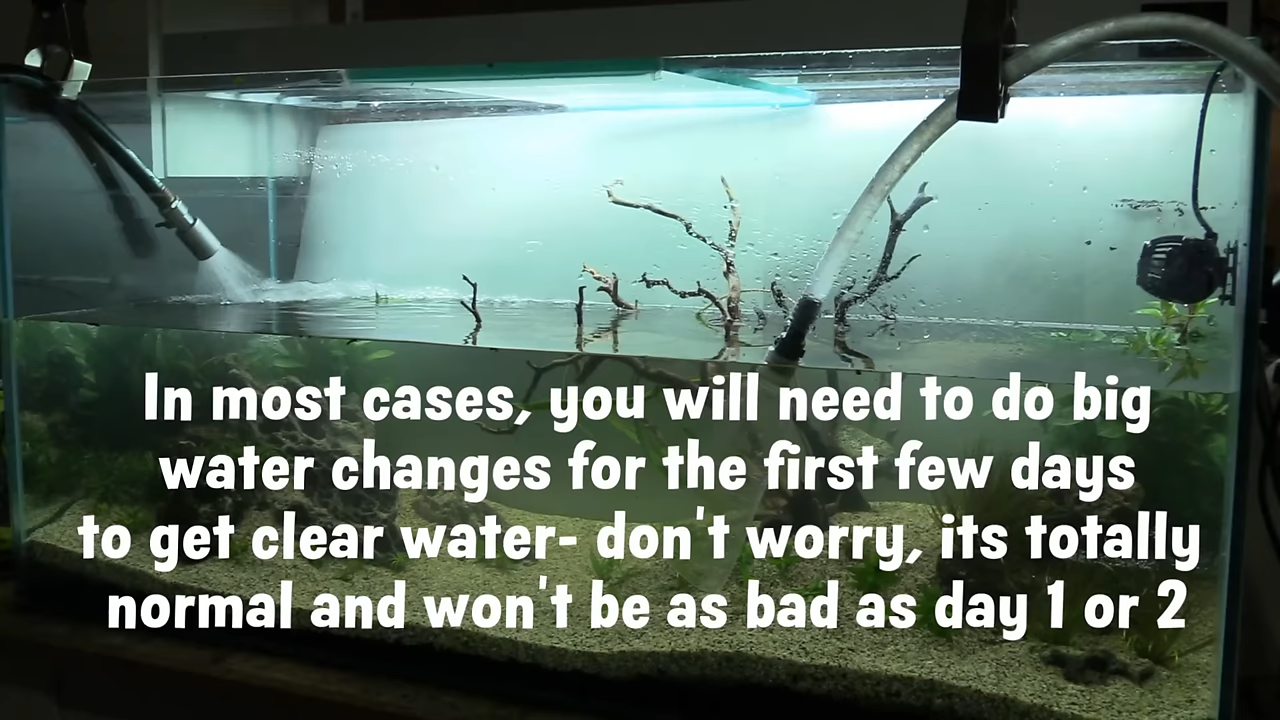 In most cases, you will need to do big
water changes for the first few days
to get clear water- don't worry, its totally
normal and won't be as bad as day 1 or 2